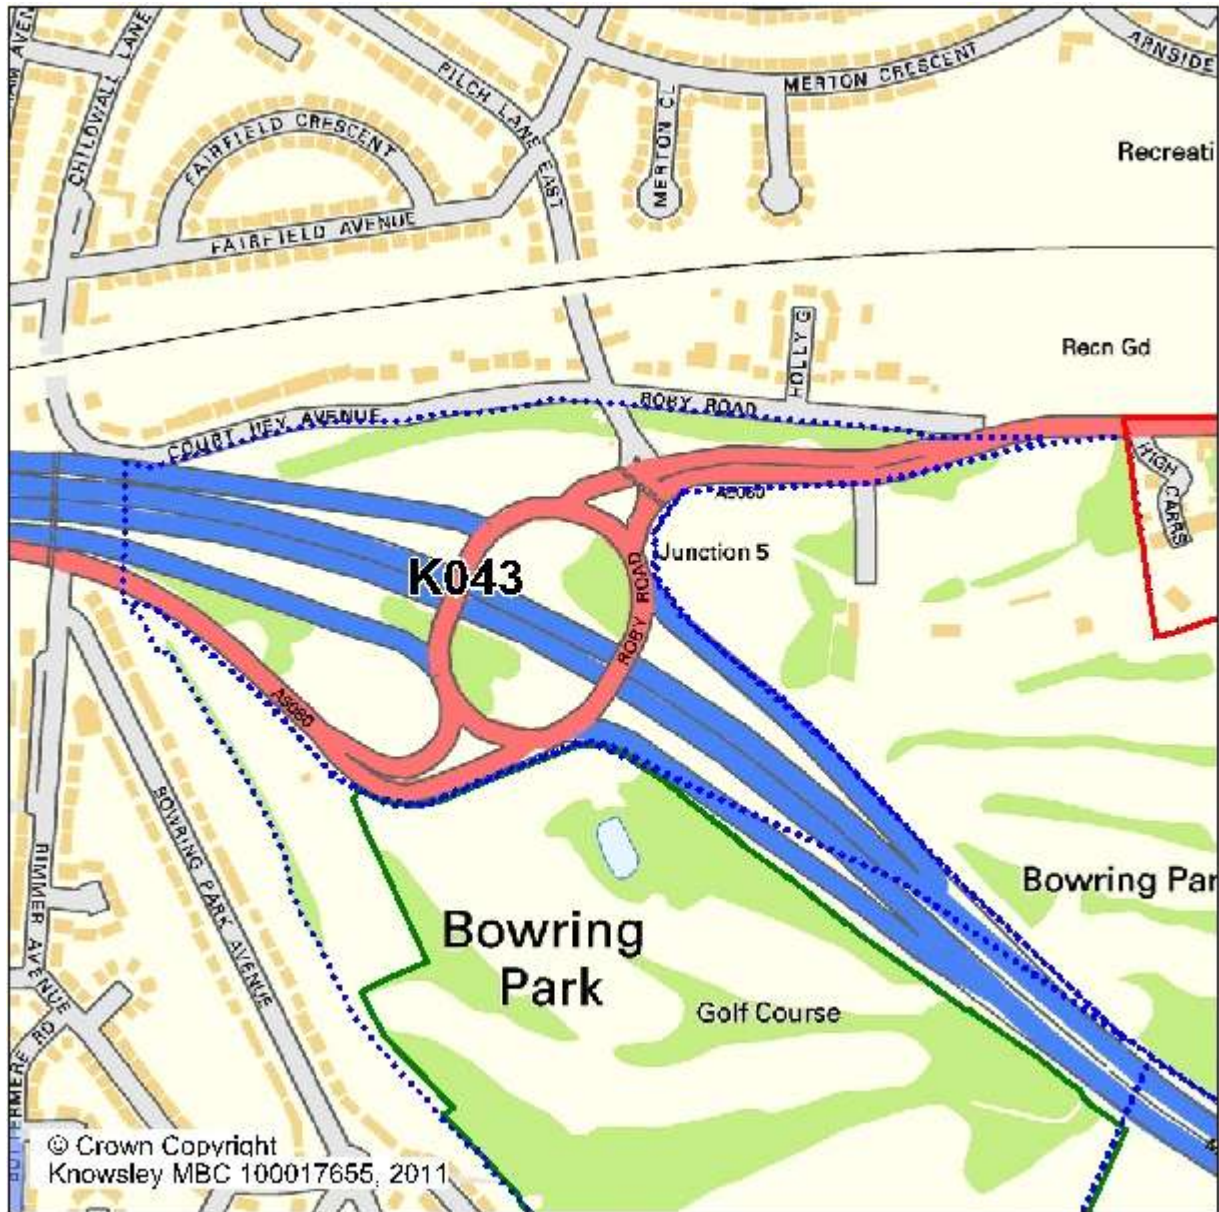 CHILDWALL LANE
PILCH LANE EAST
MERTON CRESCENT
ARNSIDE
FAIRFIELD CRESCENT
MERTON CL
Recreati
FAIRFIELD AVENUE
HOLLY G
Recn Gd
COURT HEY AVENUE
ROBY ROAD
HIGH CARRS
A5080
Junction 5
K043
ROBY ROAD
A5080
BOWRING PARK AVENUE
RIMMER AVENUE
Bowring Par
Bowring
Park
Golf Course
© Crown Copyright
Knowsley MBC 100017655, 2011